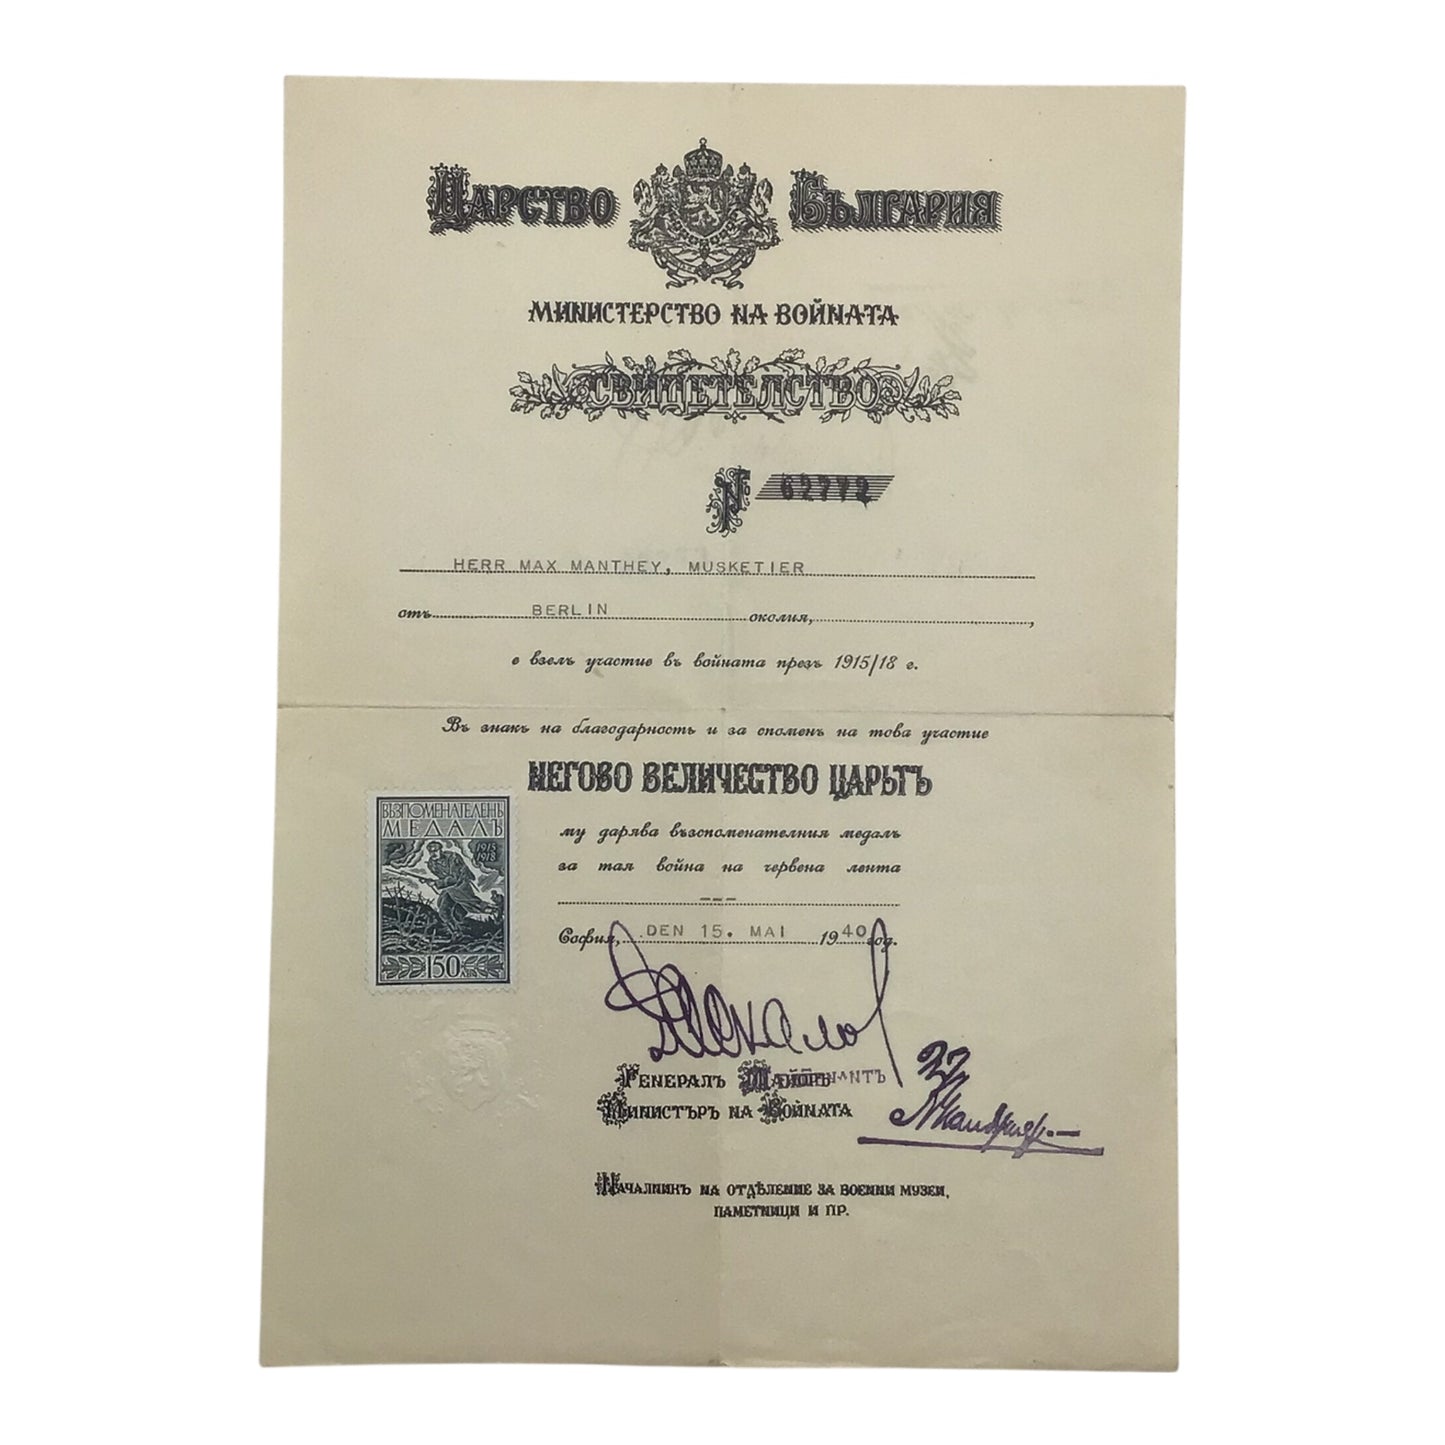 Царство България
Министерство на войната
Свидетелство
№ 62772
HERR MAX MANTHEY, MUSKETIER
отъ BERLIN околия,
е взелъ участие въ войната презъ 1915/18 г.
Въ знакъ на благодарность и за споменъ на това участие
Негово Величество Царьтъ
му дарява възпоменателния медалъ
за тая война на червена лента
---
София, DEN 15. MAI 1940 год.
ВЪЗПОМЕНАТЕЛЕНЪ
МЕДАЛЪ
1915
1918
150 ЛВ
Генералъ Майоръ
Министъръ на Войната
Началникъ на отдѣление за военни музеи,
паметници и пр.